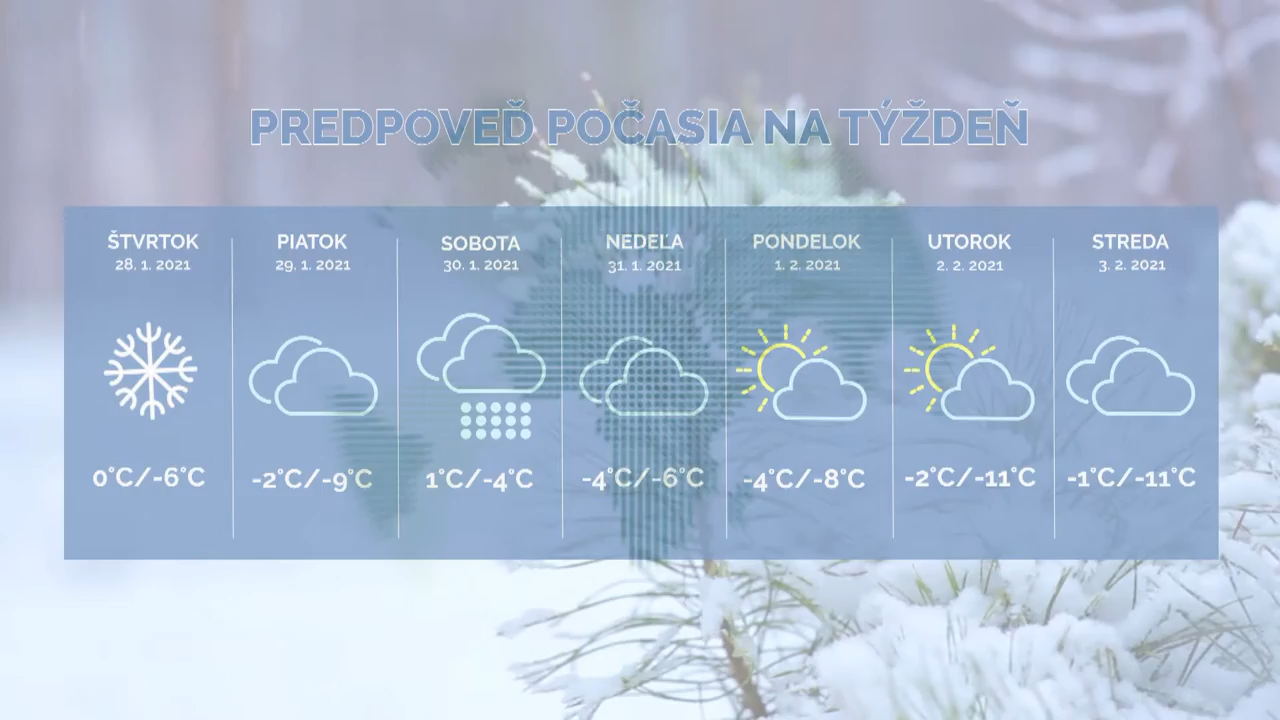 PREDPOVEĎ POČASIA NA TÝŽDEŇ
ŠTVRTOK
28. 1. 2021
0°C/-6°C
PIATOK
29. 1. 2021
-2°C/-9°C
SOBOTA
30. 1. 2021
1°C/-4°C
NEDEĽA
31. 1. 2021
-4°C/-6°C
PONDELOK
1. 2. 2021
-4°C/-8°C
UTOROK
2. 2. 2021
-2°C/-11°C
STREDA
3. 2. 2021
-1°C/-11°C